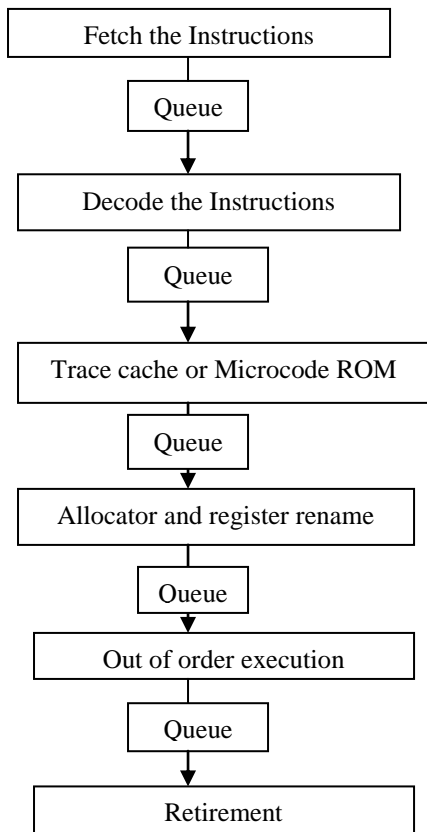 Fetch the Instructions
Queue
Decode the Instructions
Queue
Trace cache or Microcode ROM
Queue
Allocator and register rename
Queue
Out of order execution
Queue
Retirement